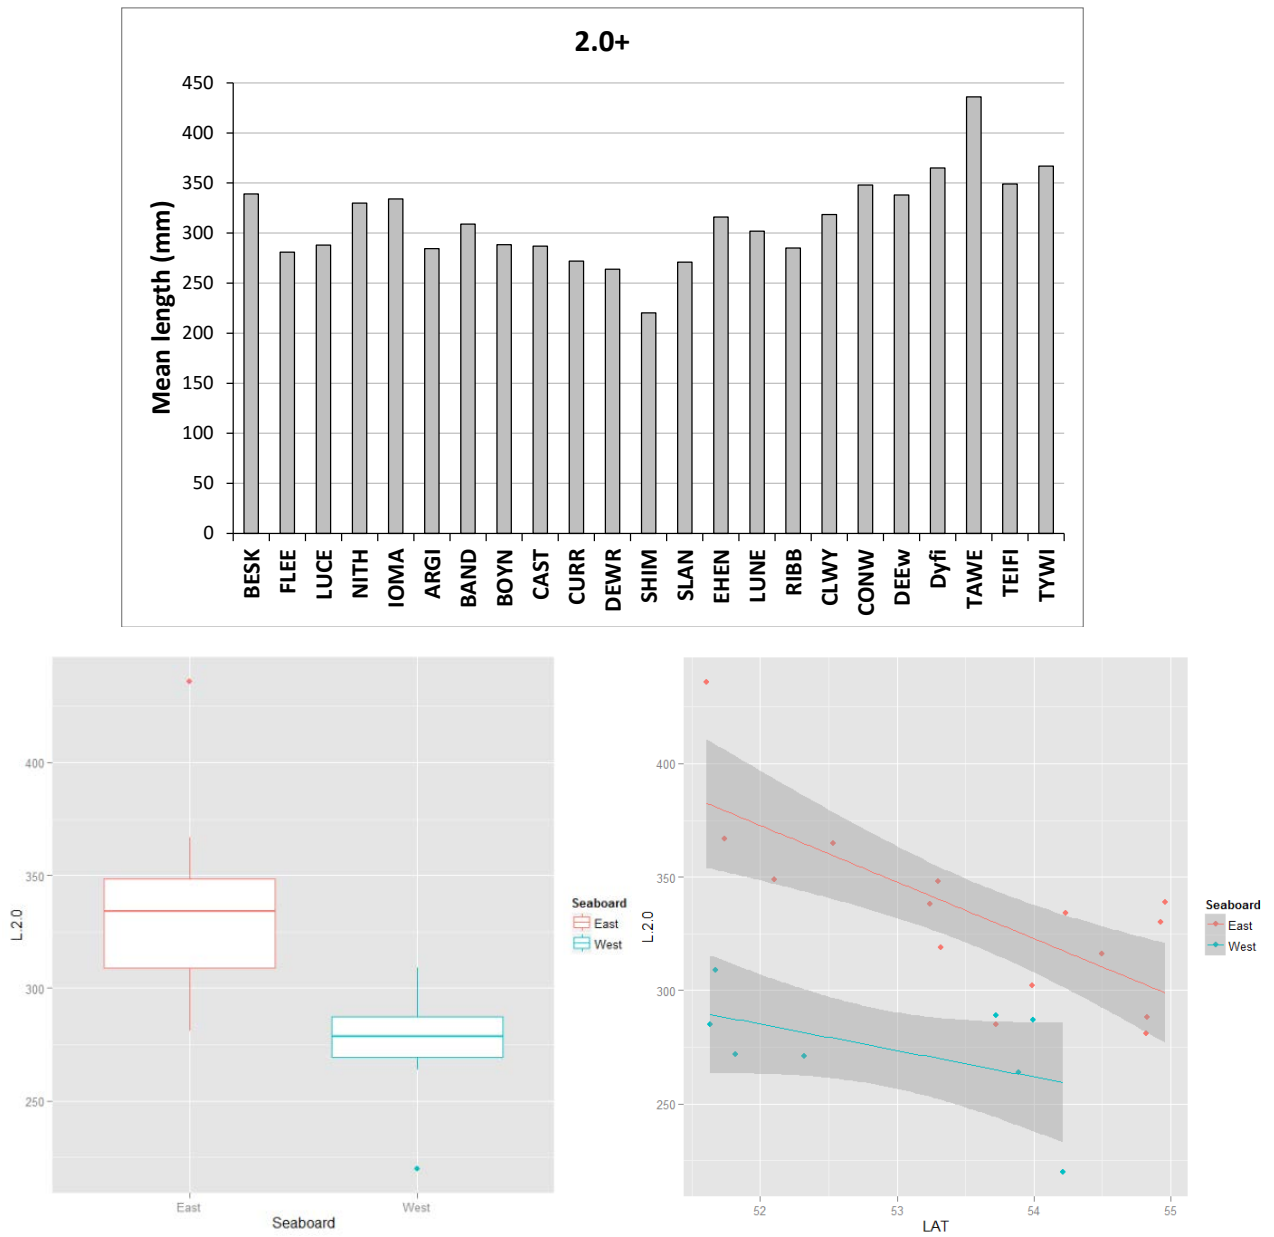 2.0+
Mean length (mm)
450
400
350
300
250
200
150
100
50
0
BESK
FLEE
LUCE
NITH
IOMA
ARGI
BAND
BOYN
CAST
CURR
DEWR
SHIM
SLAN
EHEN
LUNE
RIBB
CLWY
CONW
DEEw
Dyfi
TAWE
TEIFI
TYWI
L.2.0
400
350
300
250
East
West
Seaboard
Seaboard
East
West
L.2.0
400
350
300
250
52
53
54
55
LAT
Seaboard
East
West